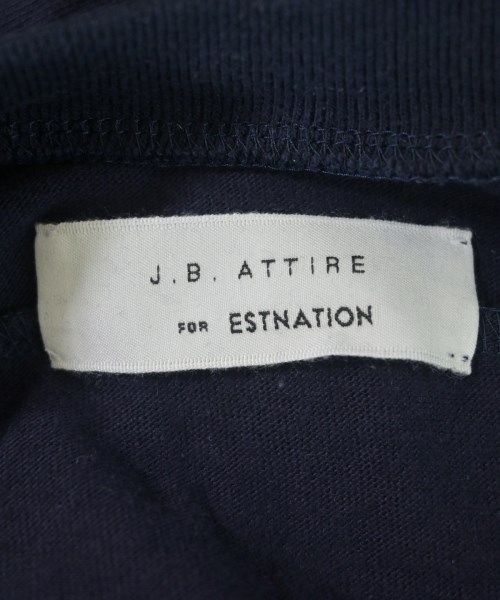 J.B. ATTIRE
FOR ESTNATION